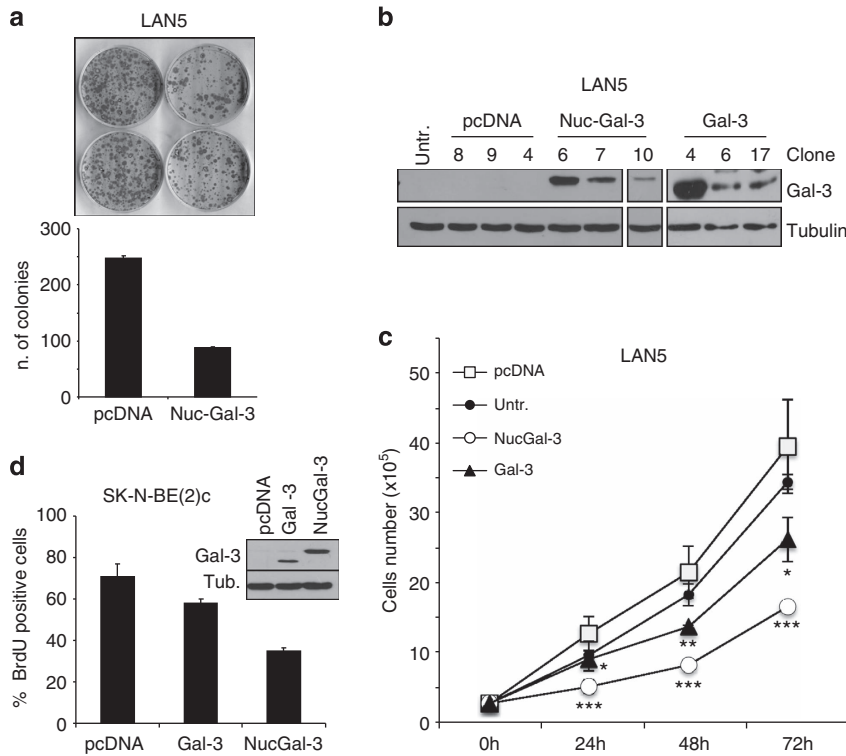 a
LAN5
300
250
200
100
0
n. of colonies
pcDNA Nuc-Gal-3
b
LAN5
Untr. pcDNA Nuc-Gal-3 Gal-3
8 9 4 6 7 10 4 6 17 Clone
Gal-3
Tubulin
c
LAN5
50
40
30
20
10
0
Cells number (x10⁵)
pcDNA
Untr.
NucGal-3
Gal-3
*
**
*
***
***
***
0h 24h 48h 72h
d
SK-N-BE(2)c
pcDNA
Gal -3
NucGal-3
Gal-3
Tub.
100
80
60
40
20
0
% BrdU positive cells
pcDNA Gal-3 NucGal-3